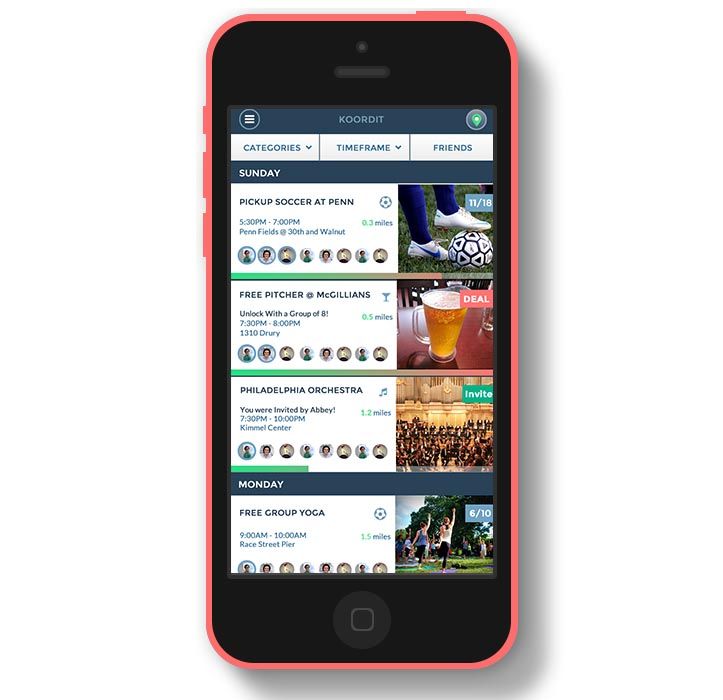 KOORDIT
CATEGORIES TIMEFRAME FRIENDS
SUNDAY
PICKUP SOCCER AT PENN
11/18
5:30PM - 7:00PM
0.3 miles
Penn Fields @ 30th and Walnut
FREE PITCHER @ McGILLIANS
DEAL
Unlock With a Group of 8!
7:30PM - 8:00PM
0.5 miles
1310 Drury
PHILADELPHIA ORCHESTRA
Invite
You were Invited by Abbey!
7:30PM - 10:00PM
1.2 miles
Kimmel Center
MONDAY
FREE GROUP YOGA
6/10
9:00AM - 10:00AM
1.5 miles
Race Street Pier